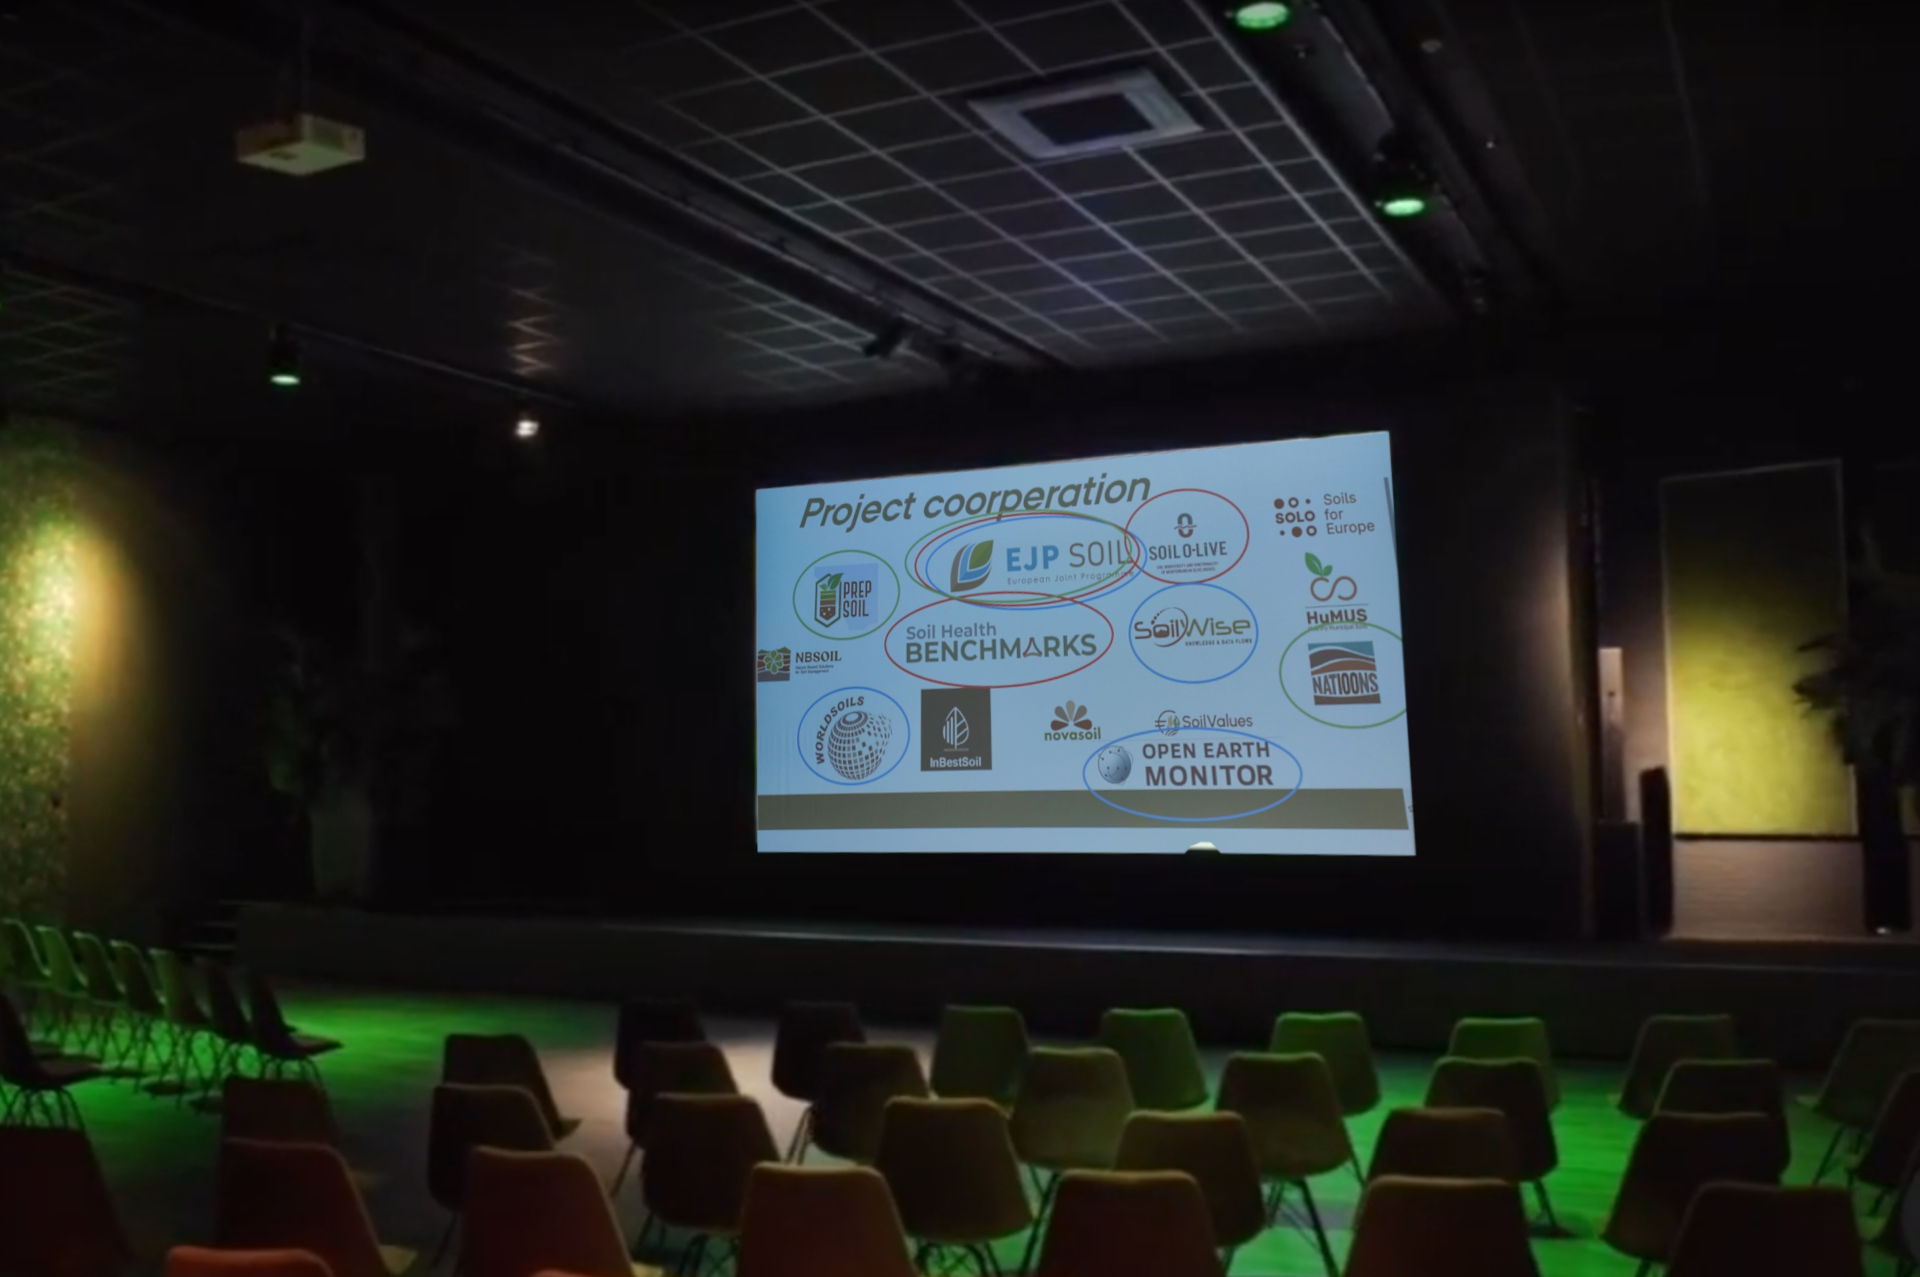 Project coorperation
EJP SOIL
European Joint Programme
SOIL O-LIVE
SOLO
Soils
for
Europe
PREP
SOIL
Soil Health
BENCHMARKS
SoilWise
KNOWLEDGE & DATA FLOWS
HuMUS
NBSOIL
NATI00NS
WORLDSOILS
InBestSoil
novasoil
SoilValues
OPEN EARTH
MONITOR